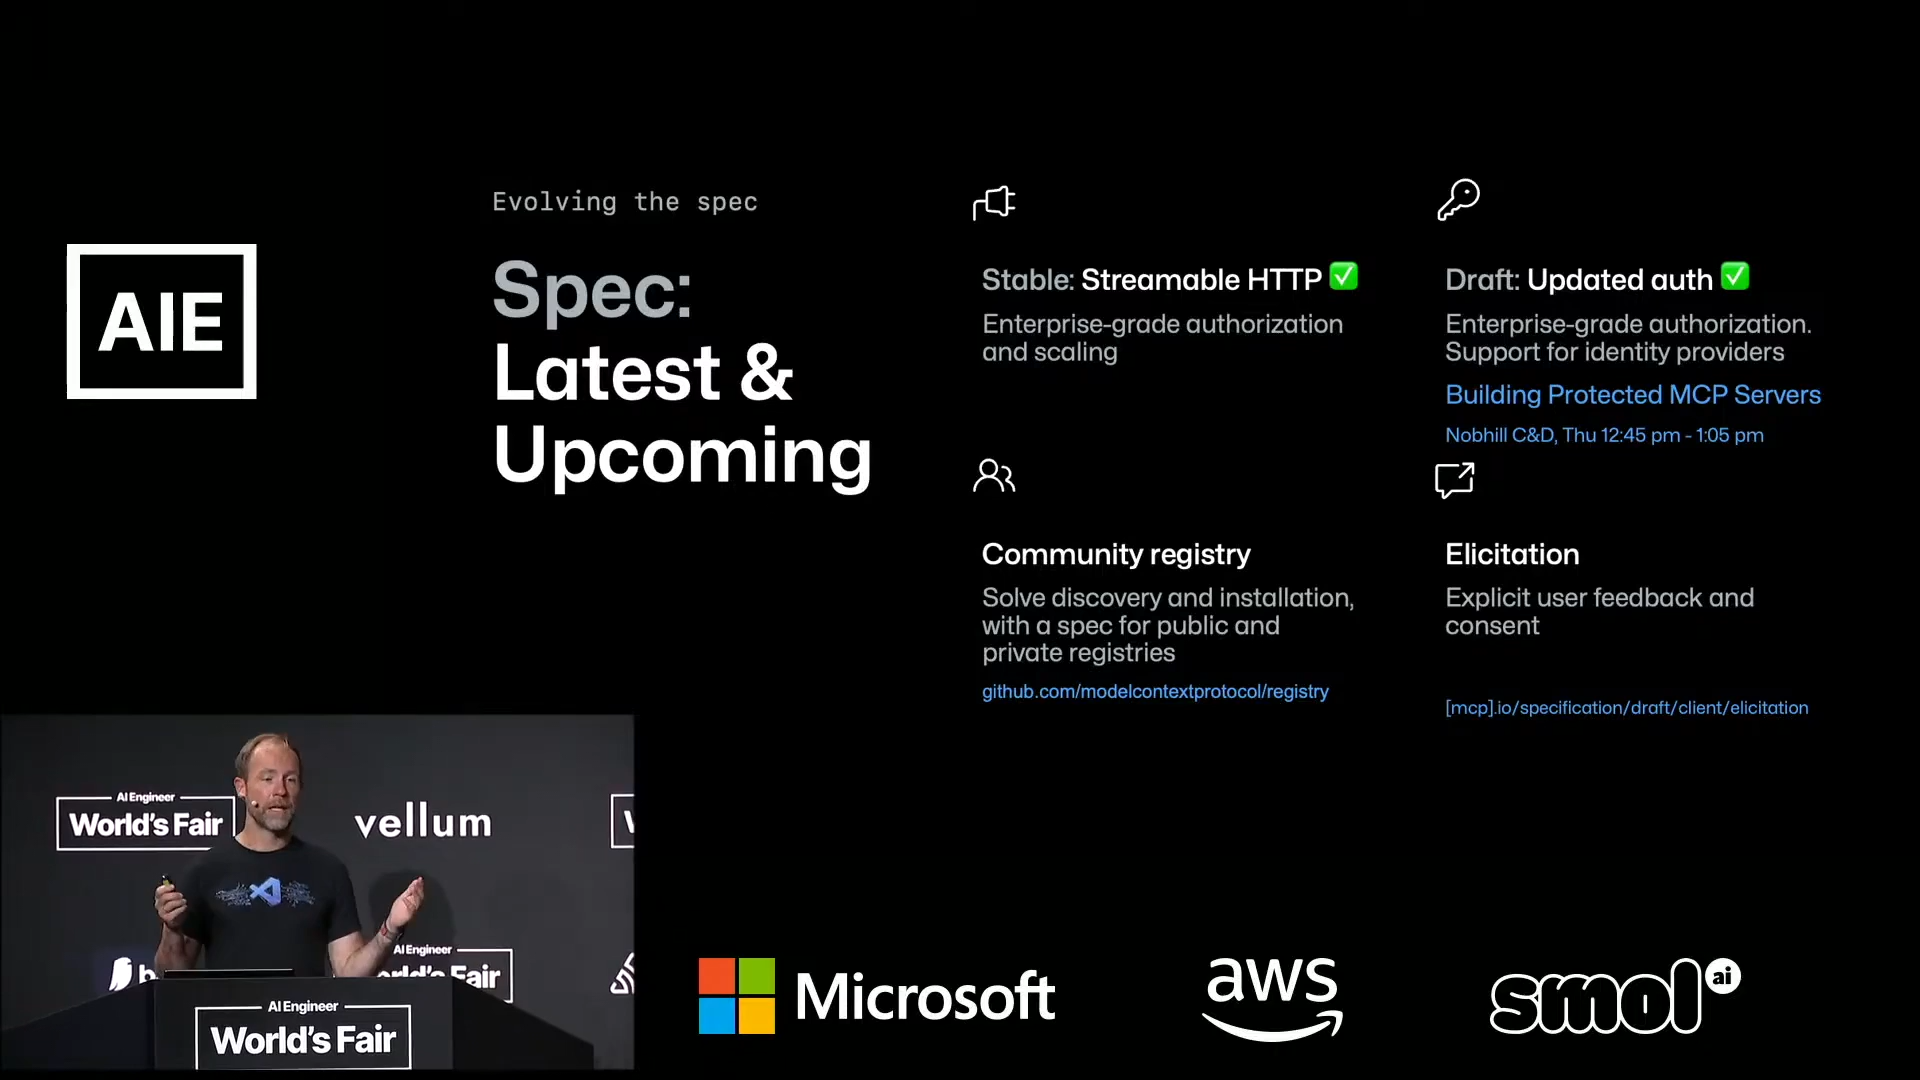 AIE
Evolving the spec
Spec:
Latest &
Upcoming
Stable: Streamable HTTP ✅
Enterprise-grade authorization
and scaling
Draft: Updated auth ✅
Enterprise-grade authorization.
Support for identity providers
Building Protected MCP Servers
Nobhill C&D, Thu 12:45 pm - 1:05 pm
Community registry
Solve discovery and installation,
with a spec for public and
private registries
github.com/modelcontextprotocol/registry
Elicitation
Explicit user feedback and
consent
[mcp].io/specification/draft/client/elicitation
AI Engineer
World's Fair
vellum
AI Engineer
World's Fair
Microsoft
aws
smol ai